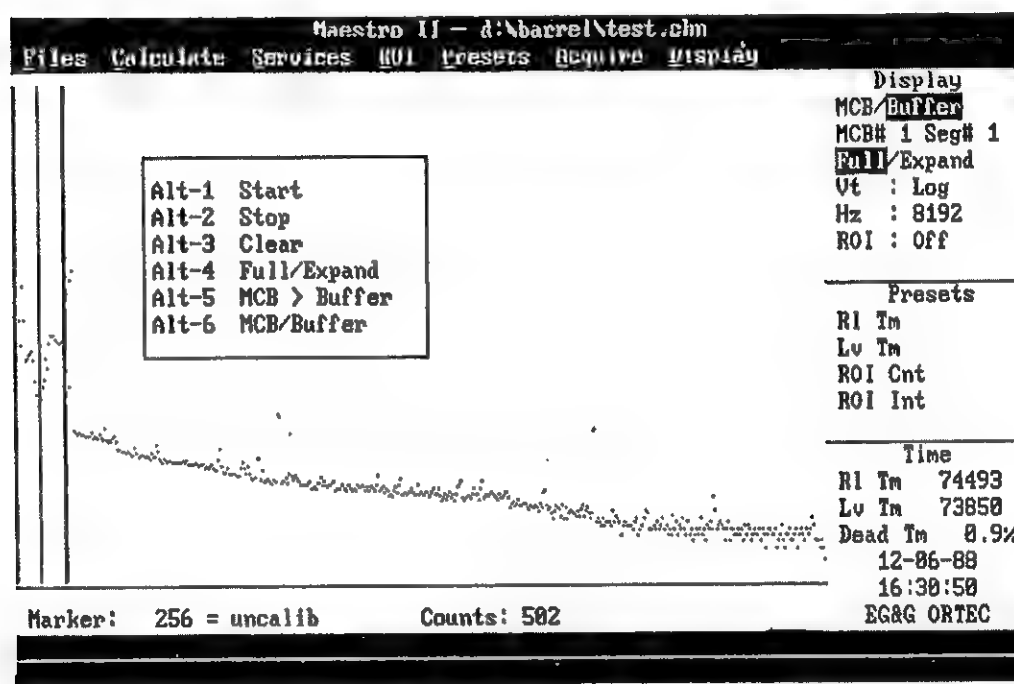 Maestro II – d:\barrel\test.chn
Files Calculate Services ROI Presets Acquire Display
Alt-1 Start
Alt-2 Stop
Alt-3 Clear
Alt-4 Full/Expand
Alt-5 MCB > Buffer
Alt-6 MCB/Buffer
Display
MCB/Buffer
MCB# 1 Seg# 1
Full/Expand
Vt : Log
Hz : 8192
ROI : Off
Presets
Rl Tm
Lv Tm
ROI Cnt
ROI Int
Time
Rl Tm 74493
Lv Tm 73850
Dead Tm 0.9%
12-06-88
16:30:50
EG&G ORTEC
Marker: 256 = uncalib Counts: 502